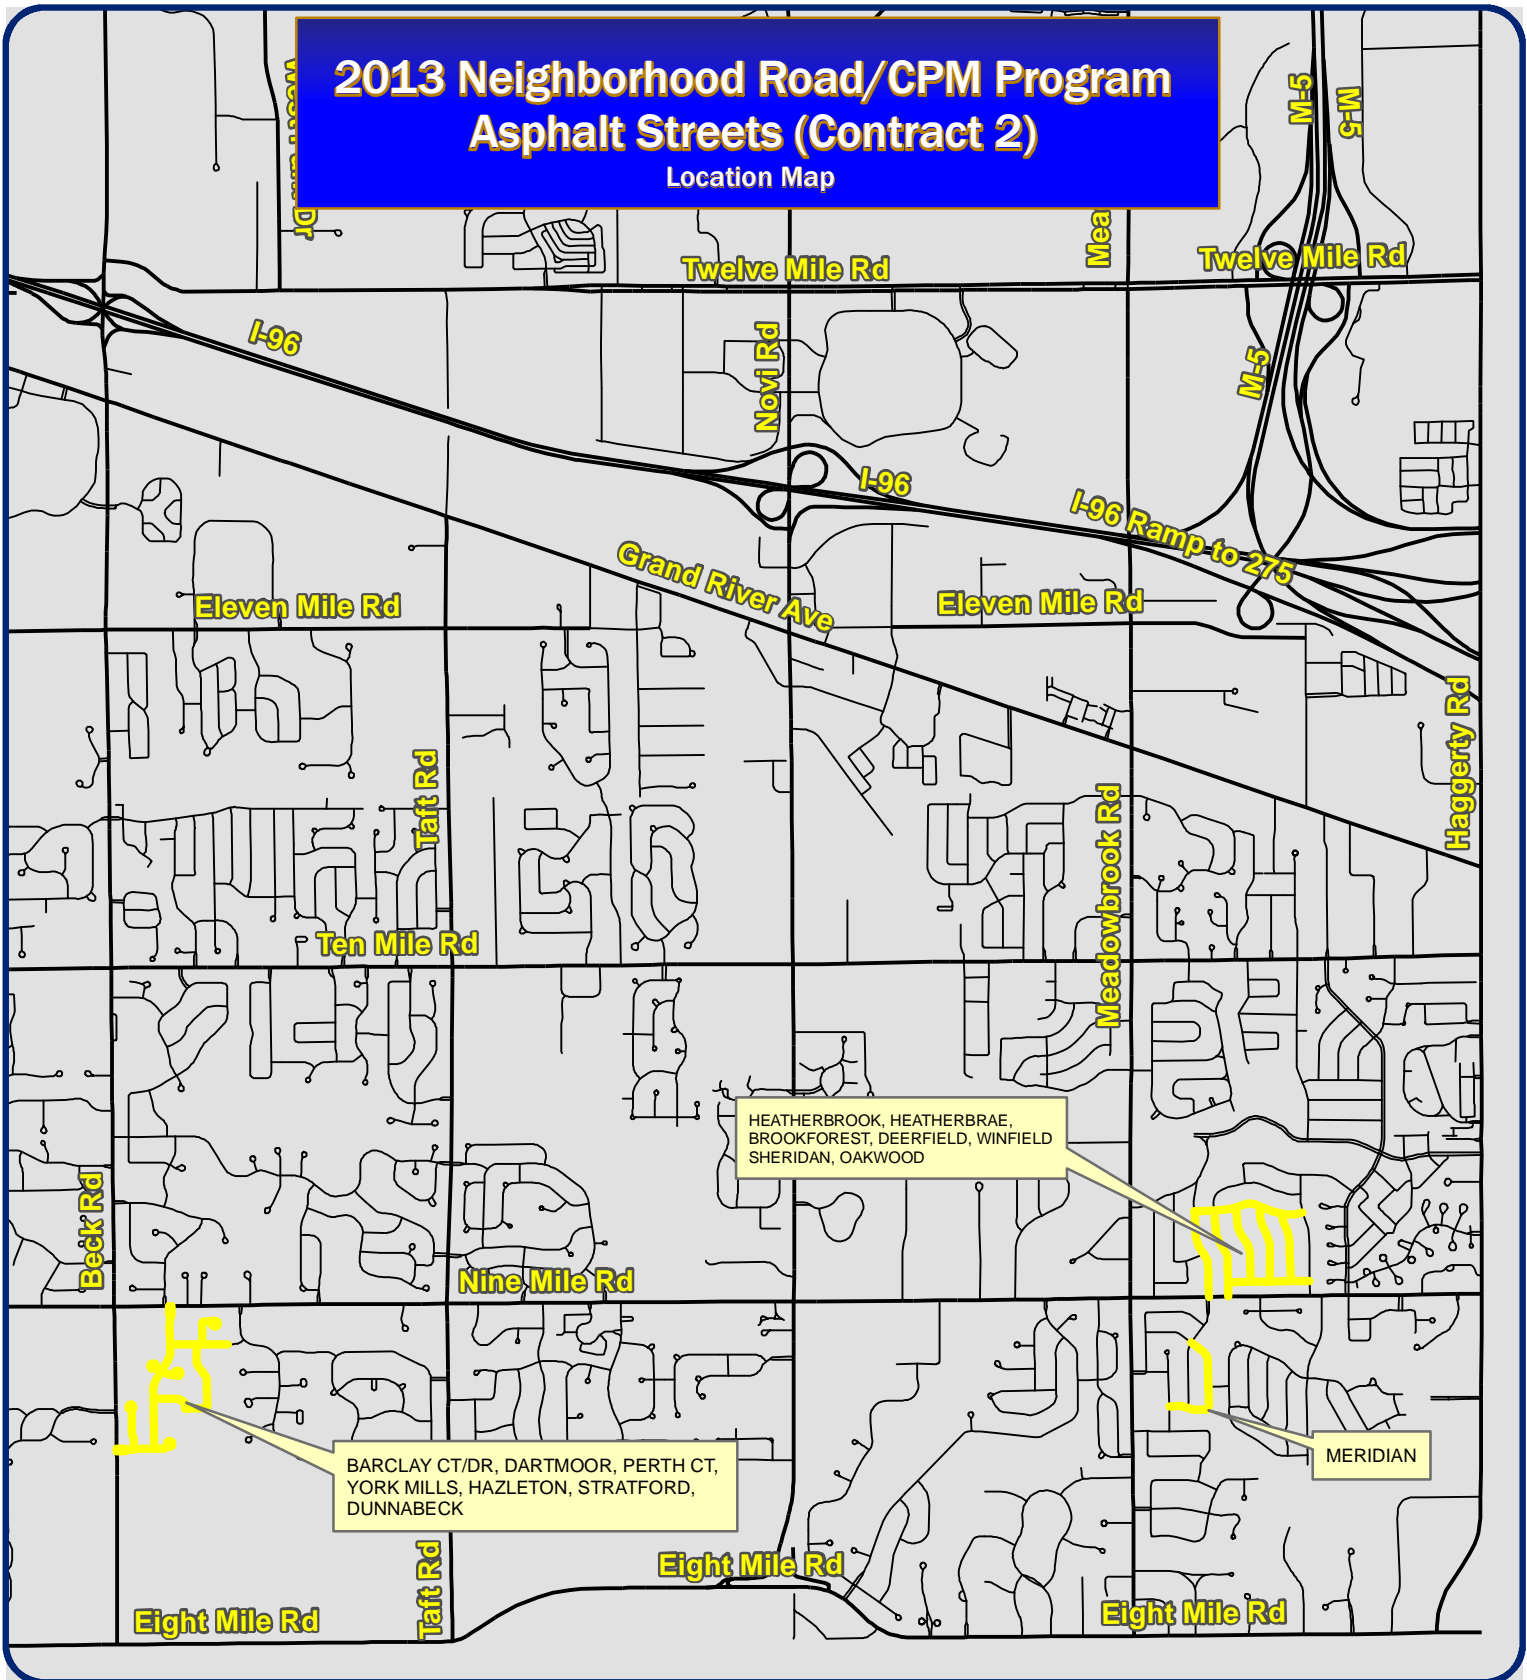 2013 Neighborhood Road/CPM Program
Asphalt Streets (Contract 2)
Location Map
M-5
M-5
Twelve Mile Rd
Twelve Mile Rd
I-96
Novi Rd
M-5
I-96
I-96 Ramp to 275
Grand River Ave
Eleven Mile Rd
Eleven Mile Rd
Haggerty Rd
Taft Rd
Meadowbrook Rd
Ten Mile Rd
HEATHERBROOK, HEATHERBRAE,
BROOKFOREST, DEERFIELD, WINFIELD
SHERIDAN, OAKWOOD
Beck Rd
Nine Mile Rd
MERIDIAN
BARCLAY CT/DR, DARTMOOR, PERTH CT,
YORK MILLS, HAZLETON, STRATFORD,
DUNNABECK
Taft Rd
Eight Mile Rd
Eight Mile Rd
Eight Mile Rd